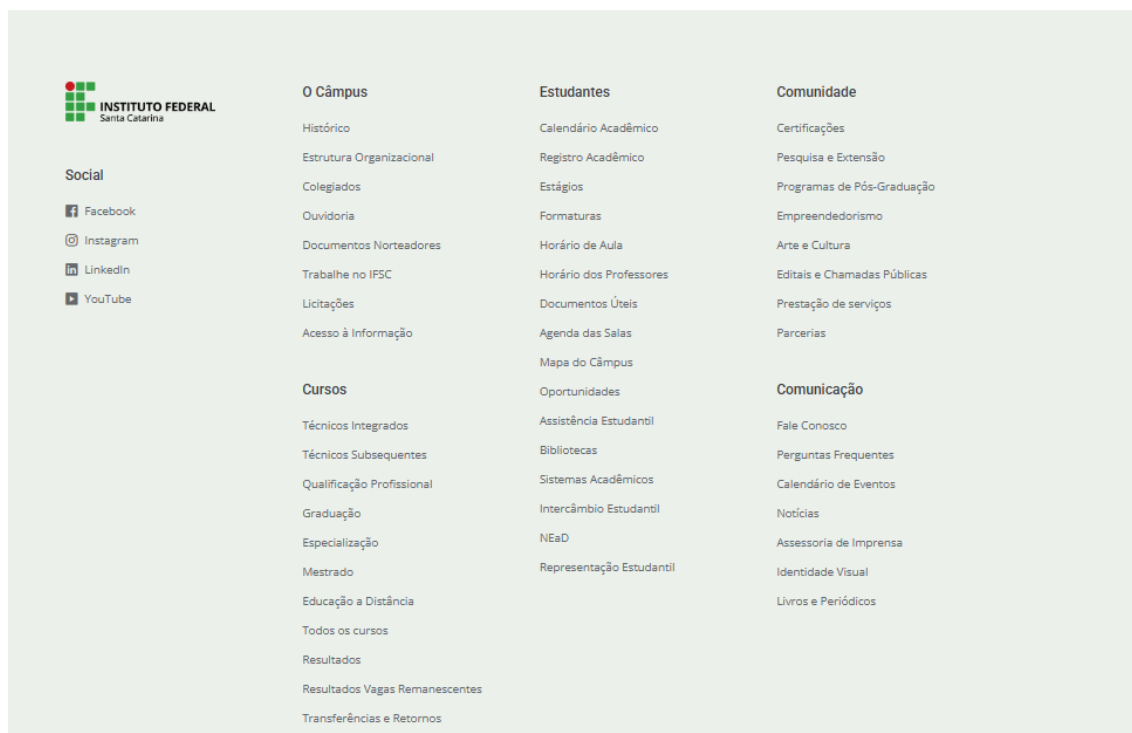 INSTITUTO FEDERAL
Santa Catarina
Social
Facebook
Instagram
LinkedIn
YouTube
O Câmpus
Histórico
Estrutura Organizacional
Colegiados
Ouvidoria
Documentos Norteadores
Trabalhe no IFSC
Licitações
Acesso à Informação
Cursos
Técnicos Integrados
Técnicos Subsequentes
Qualificação Profissional
Graduação
Especialização
Mestrado
Educação a Distância
Todos os cursos
Resultados
Resultados Vagas Remanescentes
Transferências e Retornos
Estudantes
Calendário Acadêmico
Registro Acadêmico
Estágios
Formaturas
Horário de Aula
Horário dos Professores
Documentos Úteis
Agenda das Salas
Mapa do Câmpus
Oportunidades
Assistência Estudantil
Bibliotecas
Sistemas Acadêmicos
Intercâmbio Estudantil
NEaD
Representação Estudantil
Comunidade
Certificações
Pesquisa e Extensão
Programas de Pós-Graduação
Empreendedorismo
Arte e Cultura
Editais e Chamadas Públicas
Prestação de serviços
Parcerias
Comunicação
Fale Conosco
Perguntas Frequentes
Calendário de Eventos
Notícias
Assessoria de Imprensa
Identidade Visual
Livros e Periódicos